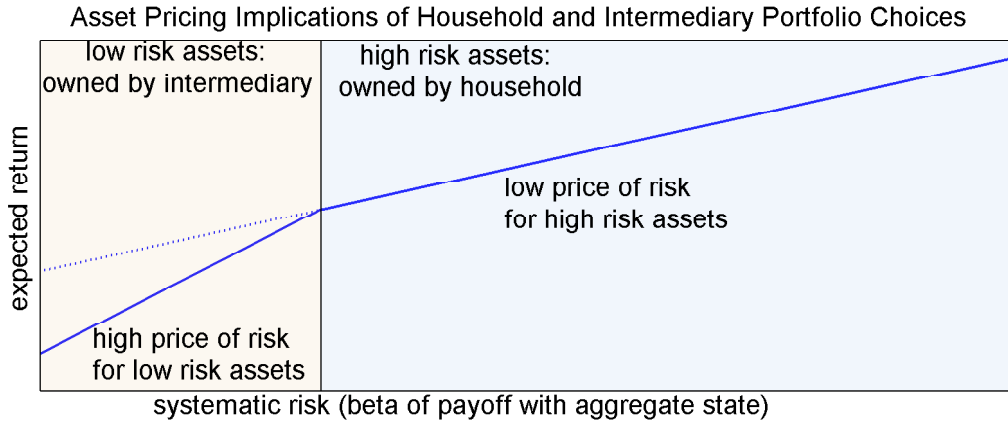 Asset Pricing Implications of Household and Intermediary Portfolio Choices
low risk assets:
owned by intermediary
high risk assets:
owned by household
expected return
low price of risk
for high risk assets
high price of risk
for low risk assets
systematic risk (beta of payoff with aggregate state)